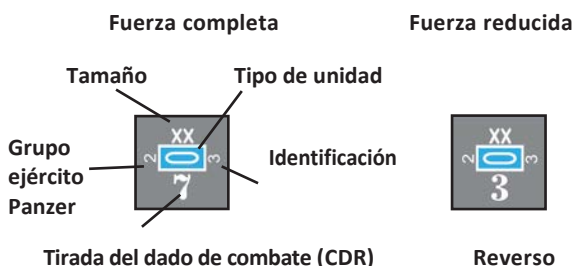 Fuerza completa
Fuerza reducida
Tamaño
Tipo de unidad
XX
2 3
7
Grupo
ejército
Panzer
Identificación
XX
2 3
3
Tirada del dado de combate (CDR)
Reverso